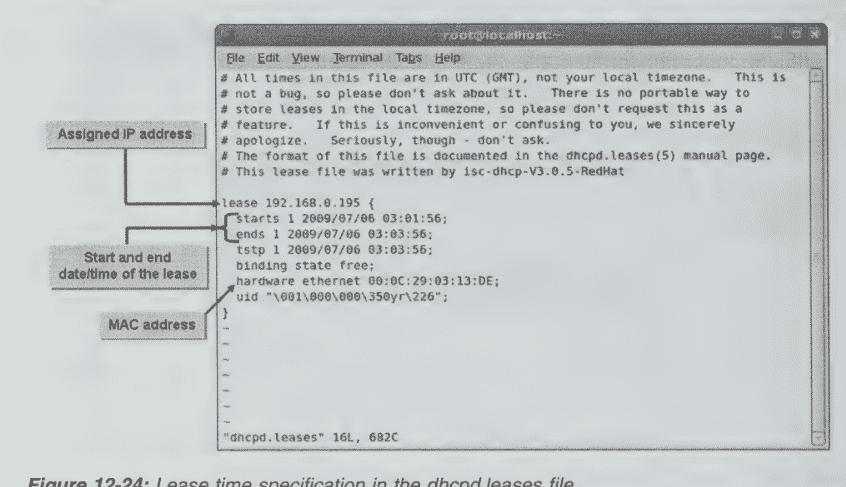 root@localhost:~
File Edit View Terminal Tabs Help
# All times in this file are in UTC (GMT), not your local timezone. This is
# not a bug, so please don't ask about it. There is no portable way to
# store leases in the local timezone, so please don't request this as a
# feature. If this is inconvenient or confusing to you, we sincerely
# apologize. Seriously, though - don't ask.
# The format of this file is documented in the dhcpd.leases(5) manual page.
# This lease file was written by isc-dhcp-V3.0.5-RedHat
Assigned IP address
lease 192.168.0.195 {
starts 1 2009/07/06 03:01:56;
ends 1 2009/07/06 03:03:56;
tstp 1 2009/07/06 03:03:56;
binding state free;
hardware ethernet 00:0C:29:03:13:DE;
uid "\001\000\000\350yr\226";
}
Start and end
date/time of the lease
MAC address
~
~
~
~
~
~
~
"dhcpd.leases" 16L, 682C
Figure 12-24: Lease time specification in the dhcpd.leases file